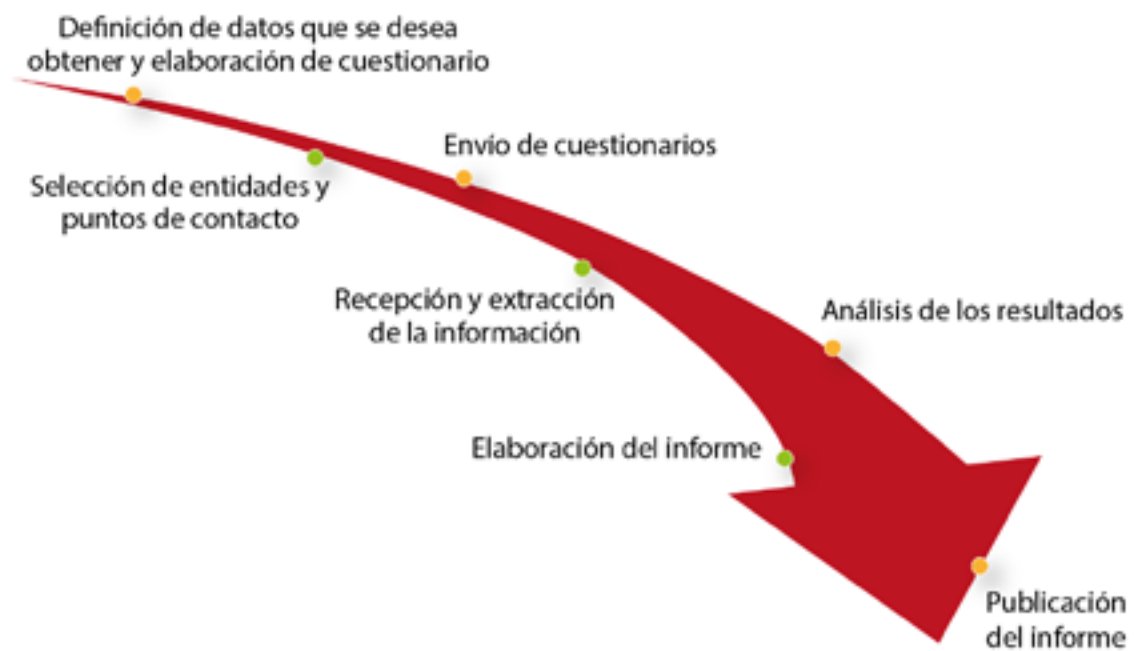 Definición de datos que se desea
obtener y elaboración de cuestionario
Selección de entidades y
puntos de contacto
Envío de cuestionarios
Recepción y extracción
de la información
Análisis de los resultados
Elaboración del informe
Publicación
del informe